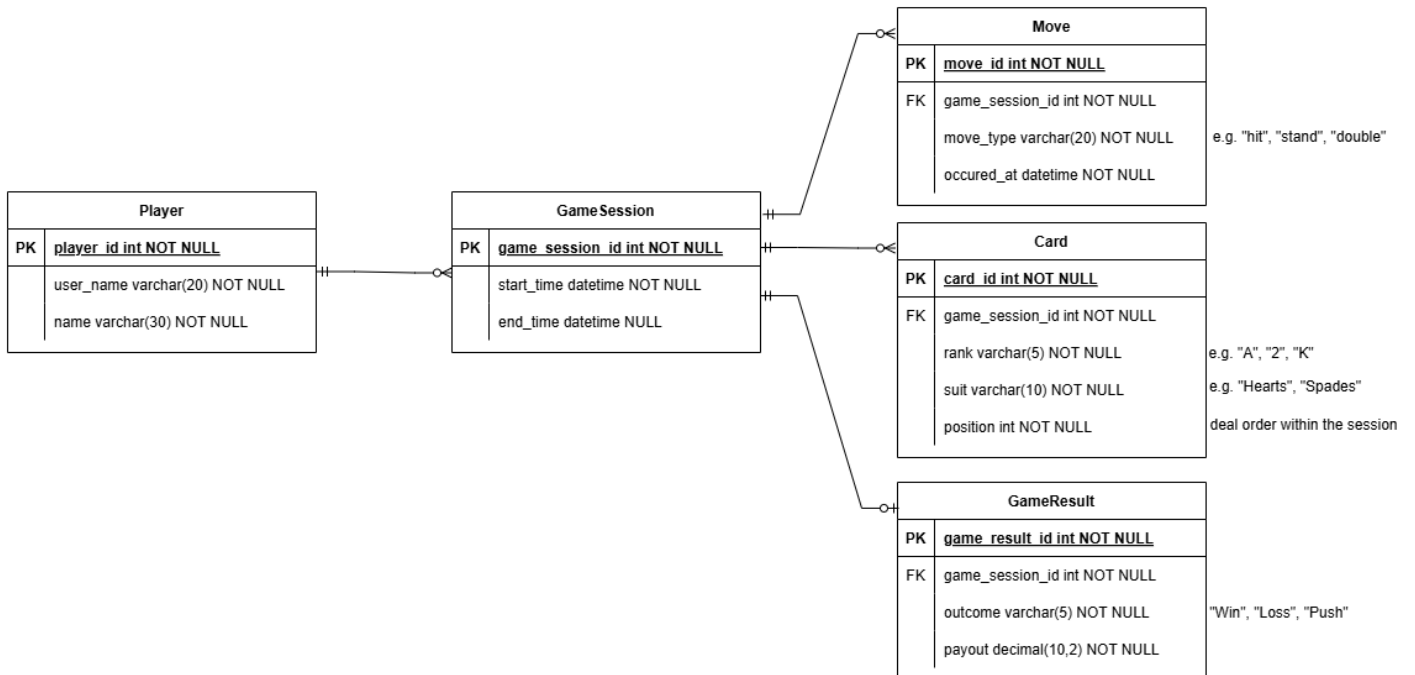 Player
PK player_id int NOT NULL
user_name varchar(20) NOT NULL
name varchar(30) NOT NULL
GameSession
PK game_session_id int NOT NULL
start_time datetime NOT NULL
end_time datetime NULL
Move
PK move_id int NOT NULL
FK game_session_id int NOT NULL
move_type varchar(20) NOT NULL e.g. "hit", "stand", "double"
occured_at datetime NOT NULL
Card
PK card_id int NOT NULL
FK game_session_id int NOT NULL
rank varchar(5) NOT NULL e.g. "A", "2", "K"
suit varchar(10) NOT NULL e.g. "Hearts", "Spades"
position int NOT NULL deal order within the session
GameResult
PK game_result_id int NOT NULL
FK game_session_id int NOT NULL
outcome varchar(5) NOT NULL "Win", "Loss", "Push"
payout decimal(10,2) NOT NULL